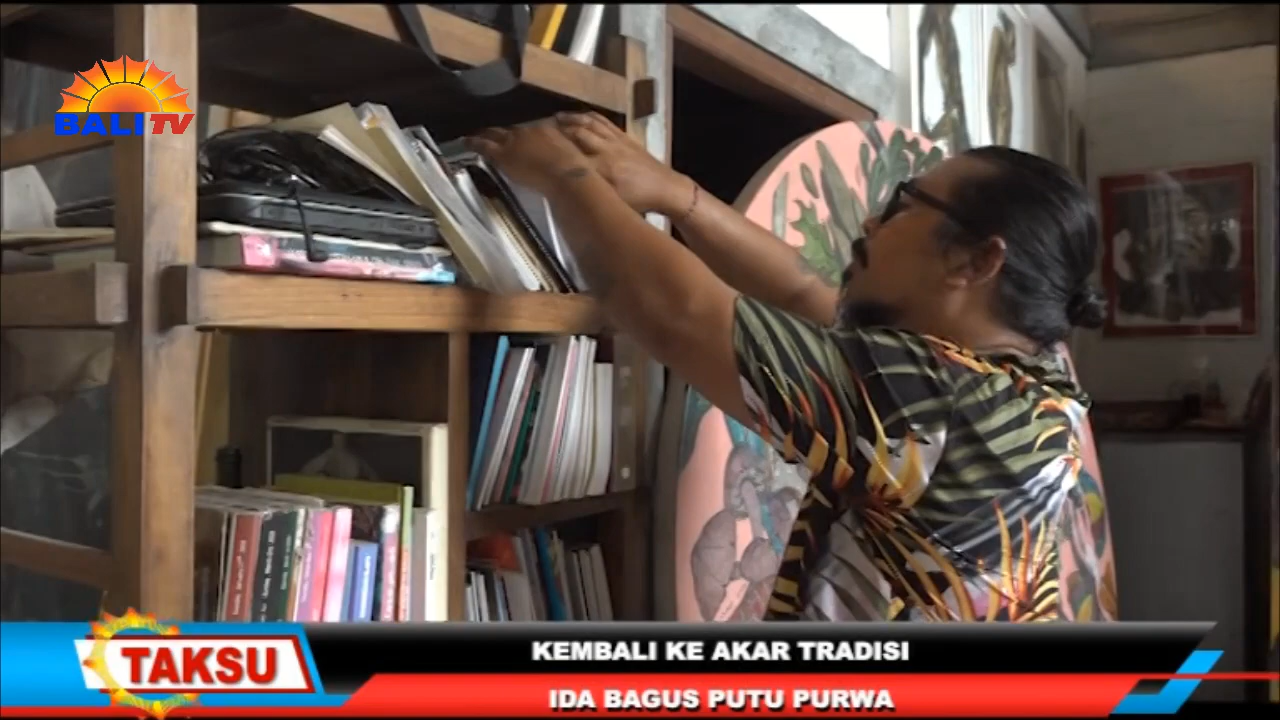 BALI TV
TAKSU
KEMBALI KE AKAR TRADISI
IDA BAGUS PUTU PURWA